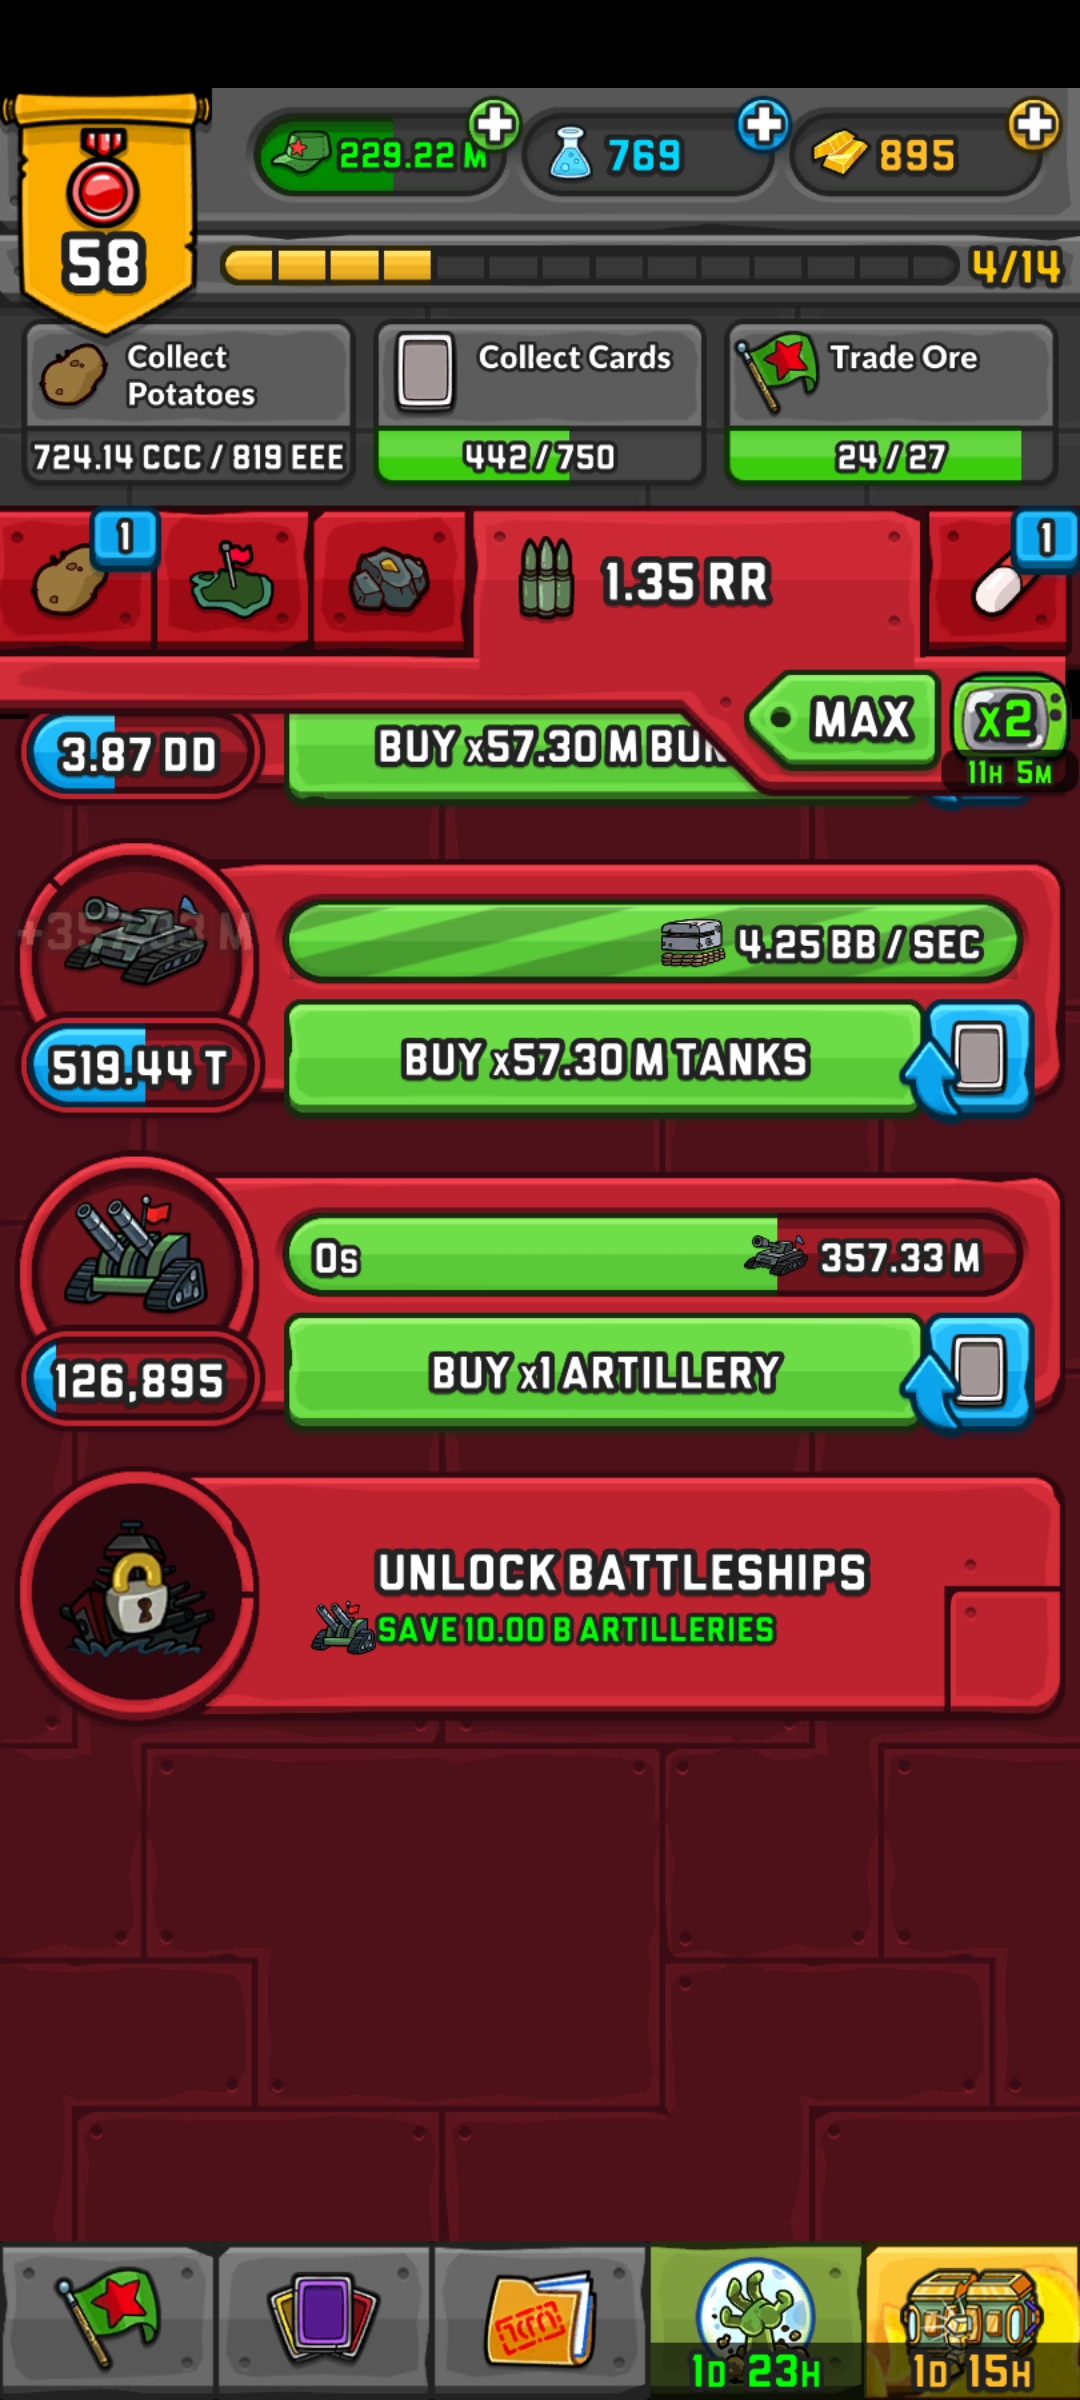 58
229.22 M
769
895
4/14
Collect
Potatoes
724.14 CCC / 819 EEE
Collect Cards
442/750
Trade Ore
24/27
1
1.35 RR
1
MAX
x2
11H 5M
3.87 DD
BUY x57.30 M
4.25 BB / SEC
519.44 T
BUY x57.30 M TANKS
0s
357.33 M
126,895
BUY x1 ARTILLERY
UNLOCK BATTLESHIPS
SAVE 10.00 B ARTILLERIES
1D 23H
1D 15H